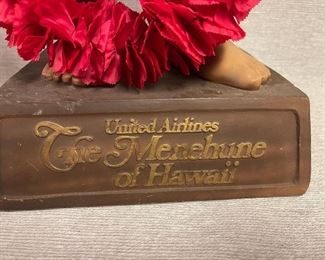 United Airlines
The Menehune
of Hawaii